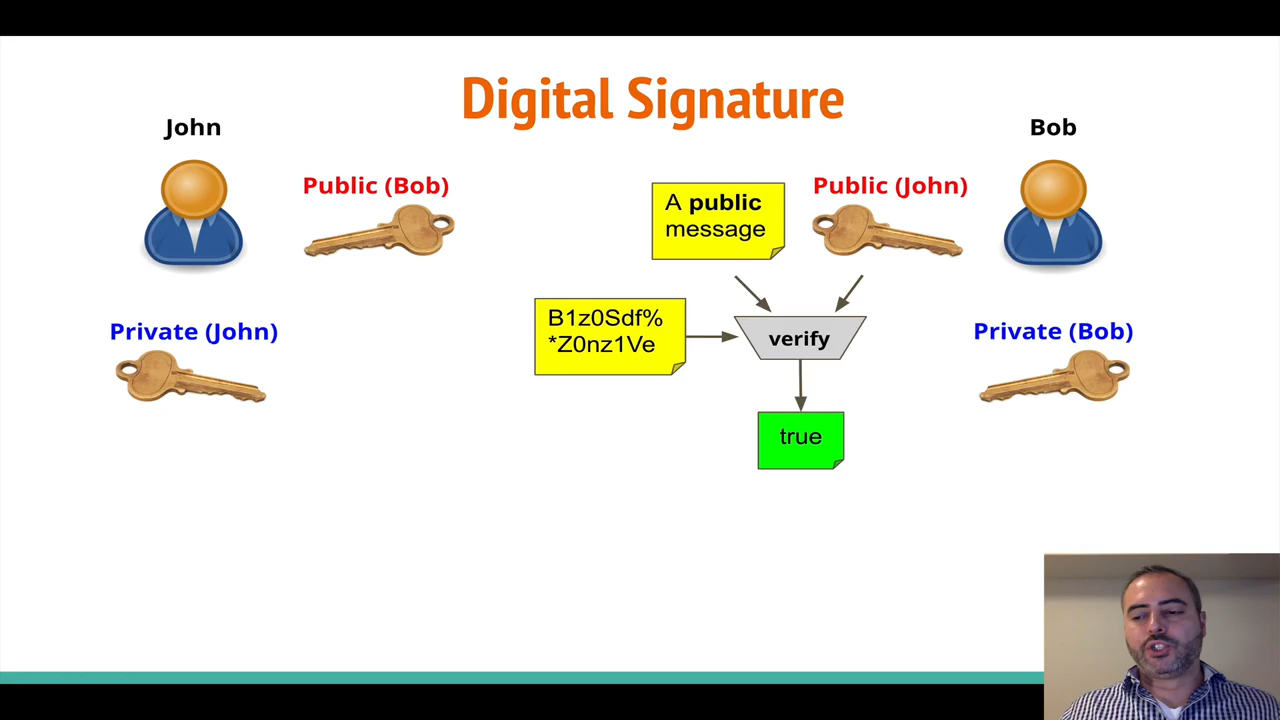 Digital Signature
John
Bob
Public (Bob)
A public
message
Public (John)
Private (John)
B1z0Sdf%
*Z0nz1Ve
verify
Private (Bob)
true